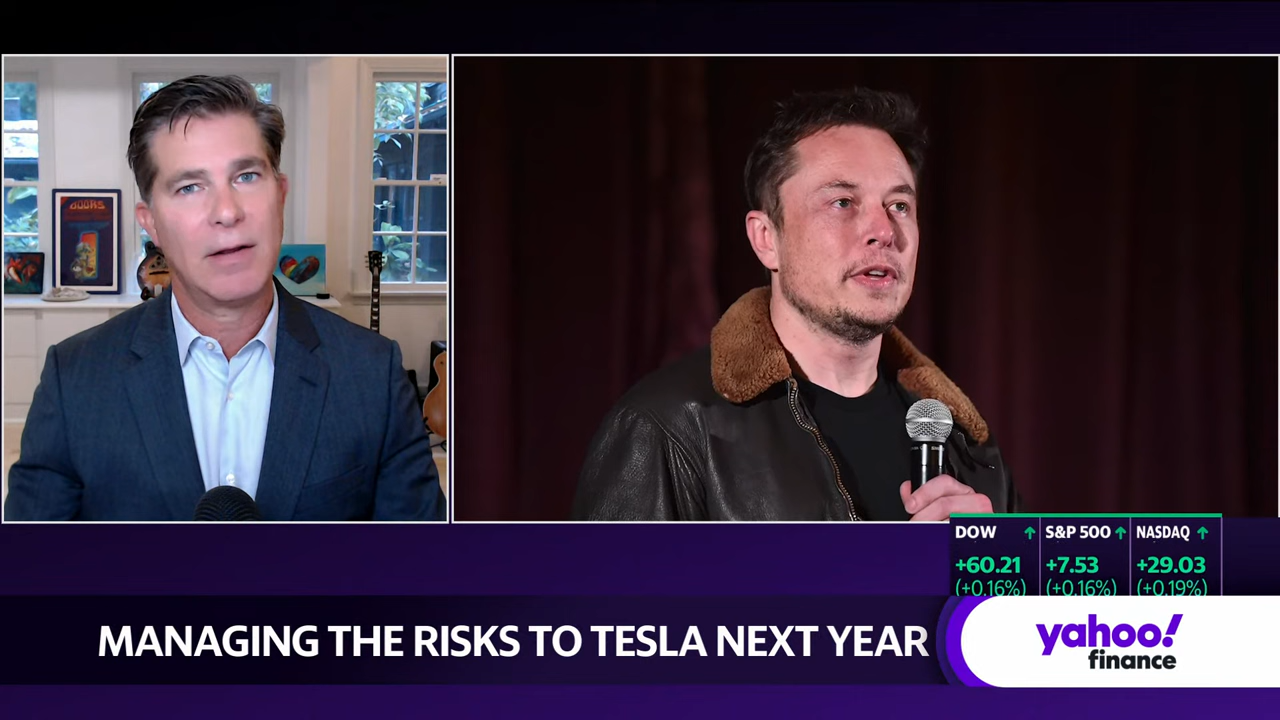 DOORS
DOW
+60.21
(+0.16%)
S&P 500
+7.53
(+0.16%)
NASDAQ
+29.03
(+0.19%)
MANAGING THE RISKS TO TESLA NEXT YEAR
yahoo!
finance